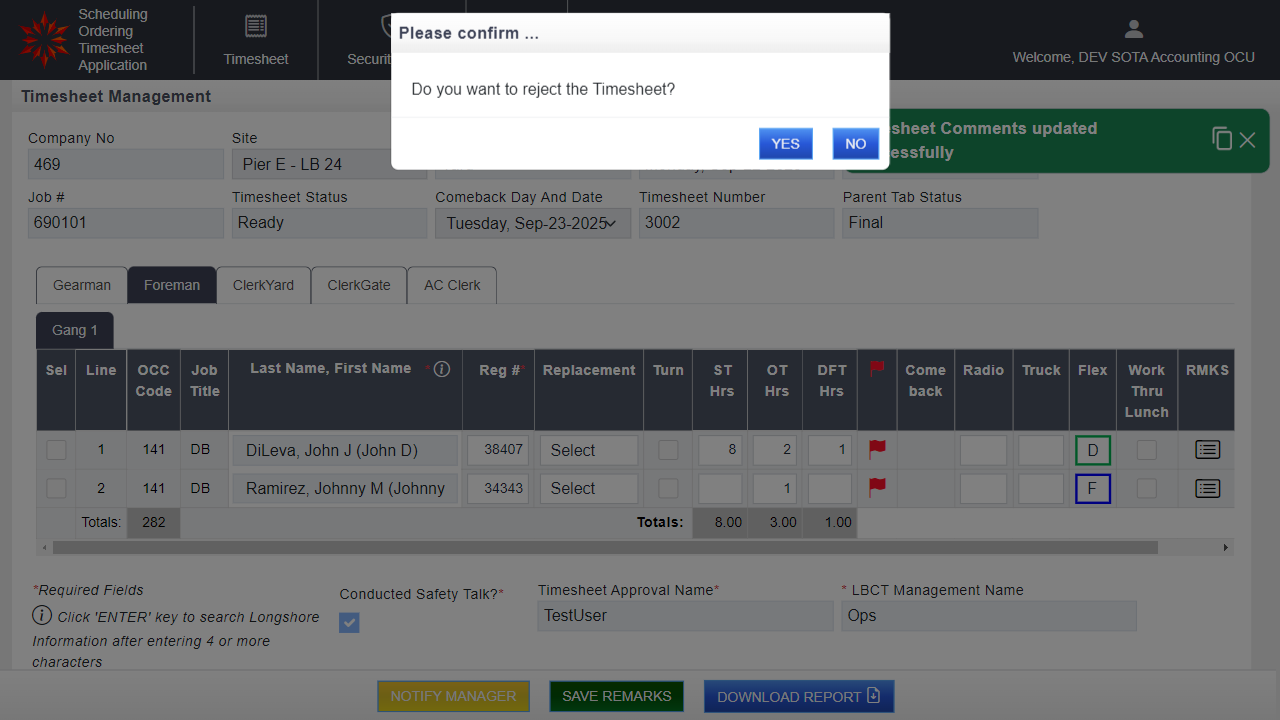 Scheduling
Ordering
Timesheet
Application
Timesheet
Welcome, DEV SOTA Accounting OCU
Please confirm ...
Do you want to reject the Timesheet?
YES
NO
Comments updated
Timesheet Management
Company No
Site
469
Pier E - LB 24
Job #
Timesheet Status
Comeback Day And Date
Timesheet Number
Parent Tab Status
690101
Ready
Tuesday, Sep-23-2025
3002
Final
Gearman
Foreman
ClerkYard
ClerkGate
AC Clerk
Gang 1
Sel Line OCC Code Job Title Last Name, First Name * Reg #* Replacement Turn ST Hrs OT Hrs DFT Hrs Come back Radio Truck Flex Work Thru Lunch RMKS
1 141 DB DiLeva, John J (John D) 38407 Select 8 2 1 D
2 141 DB Ramirez, Johnny M (Johnny 34343 Select 1 F
Totals: 282 Totals: 8.00 3.00 1.00
*Required Fields
Click 'ENTER' key to search Longshore
Information after entering 4 or more
characters
Conducted Safety Talk?*
Timesheet Approval Name*
TestUser
* LBCT Management Name
Ops
NOTIFY MANAGER
SAVE REMARKS
DOWNLOAD REPORT